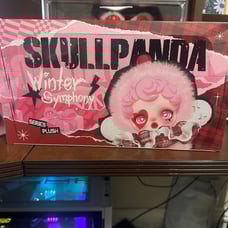 SKULLPANDA
Winter
Symphony
SERIES
PLUSH